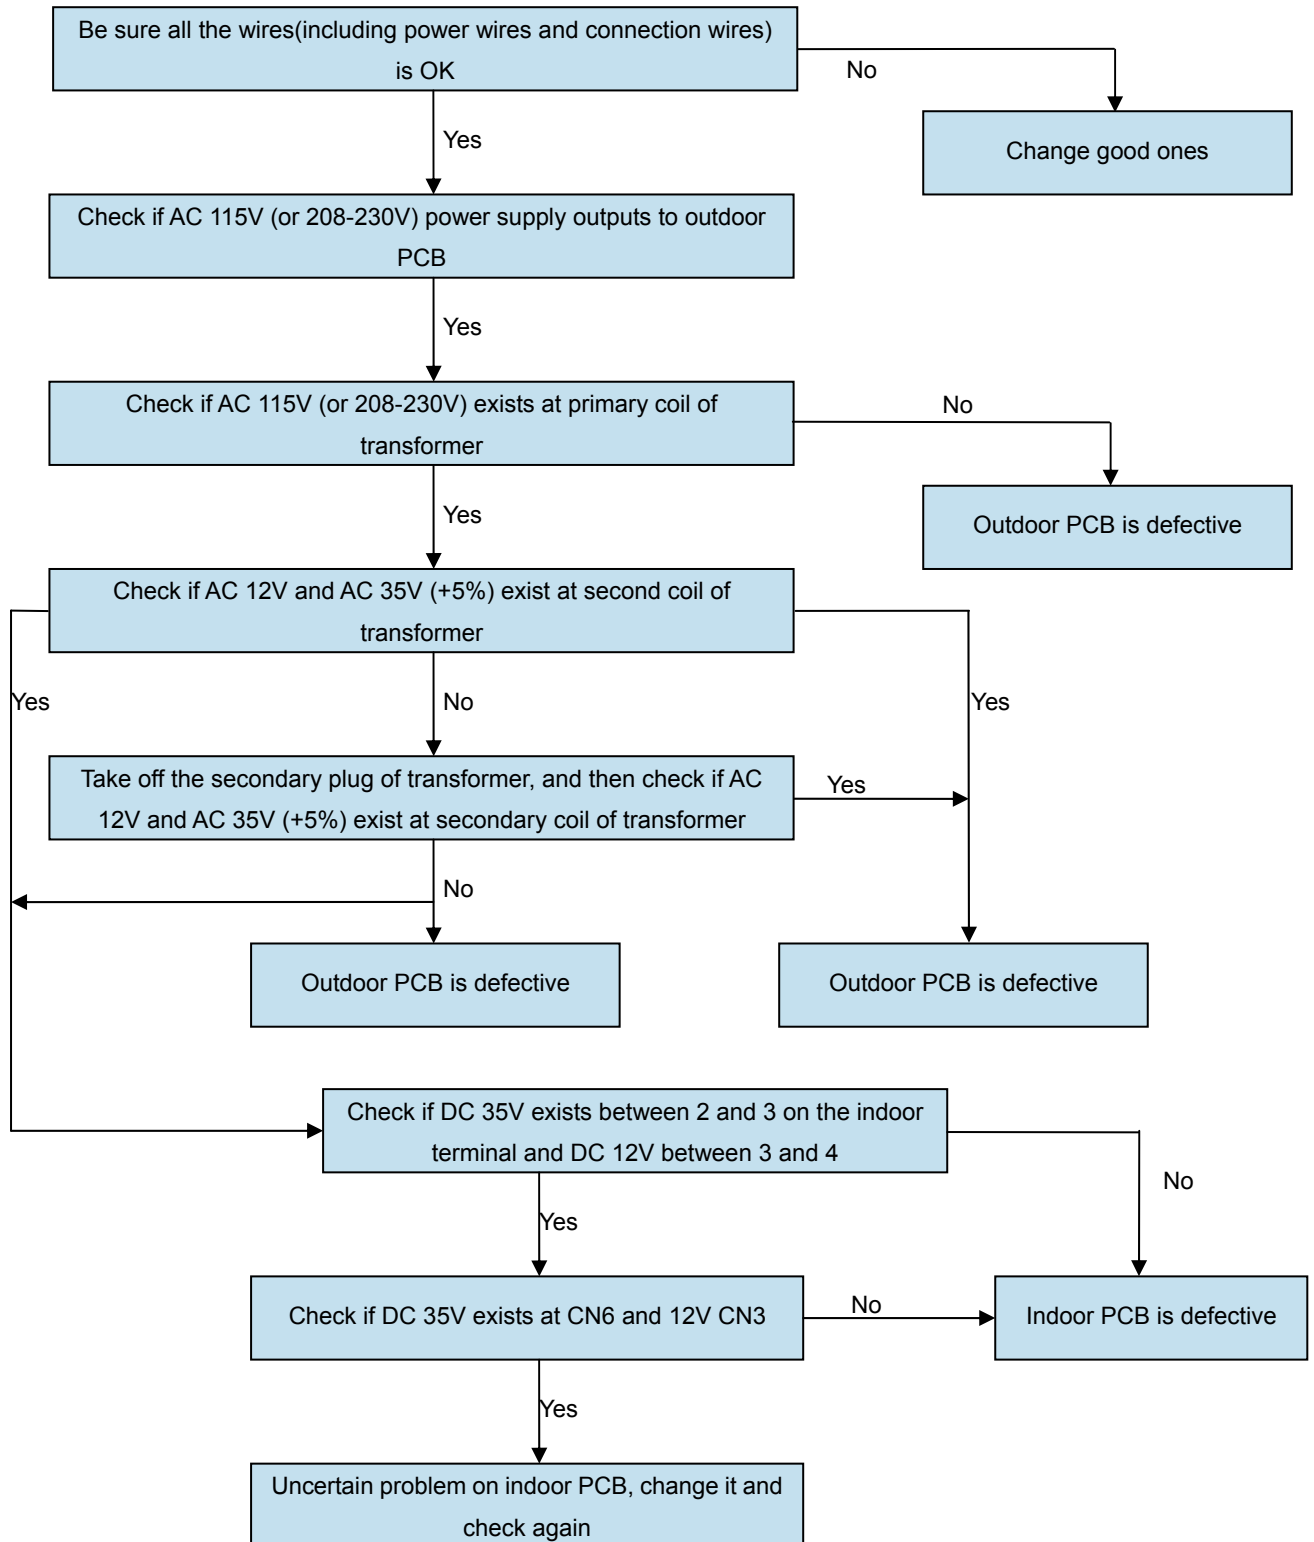 Be sure all the wires(including power wires and connection wires)
is OK
No
Change good ones
Yes
Check if AC 115V (or 208-230V) power supply outputs to outdoor
PCB
Yes
Check if AC 115V (or 208-230V) exists at primary coil of
transformer
No
Outdoor PCB is defective
Yes
Check if AC 12V and AC 35V (+5%) exist at second coil of
transformer
Yes
No
Yes
Take off the secondary plug of transformer, and then check if AC
12V and AC 35V (+5%) exist at secondary coil of transformer
Yes
No
Outdoor PCB is defective
Outdoor PCB is defective
Check if DC 35V exists between 2 and 3 on the indoor
terminal and DC 12V between 3 and 4
No
Yes
Check if DC 35V exists at CN6 and 12V CN3
No
Indoor PCB is defective
Yes
Uncertain problem on indoor PCB, change it and
check again